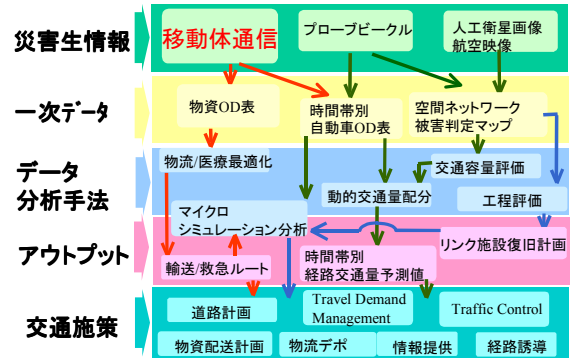 災害生情報
移動体通信
プローブビークル
人工衛星画像
航空映像
一次データ
物資OD表
時間帯別
自動車OD表
空間ネットワーク
被害判定マップ
データ
分析手法
物流/医療最適化
交通容量評価
動的交通量配分
工程評価
マイクロ
シミュレーション分析
アウトプット
リンク施設復旧計画
輸送/救急ルート
時間帯別
経路交通量予測値
交通施策
道路計画
Travel Demand
Management
Traffic Control
物資配送計画
物流デポ
情報提供
経路誘導